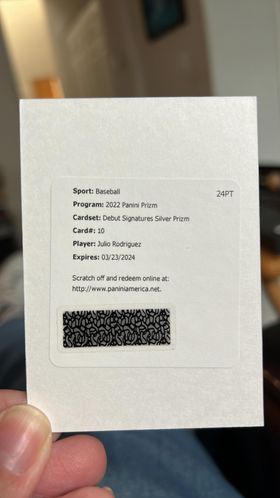 Sport: Baseball
24PT
Program: 2022 Panini Prizm
Cardset: Debut Signatures Silver Prizm
Card#: 10
Player: Julio Rodriguez
Expires: 03/23/2024
Scratch off and redeem online at:
http://www.paniniamerica.net.